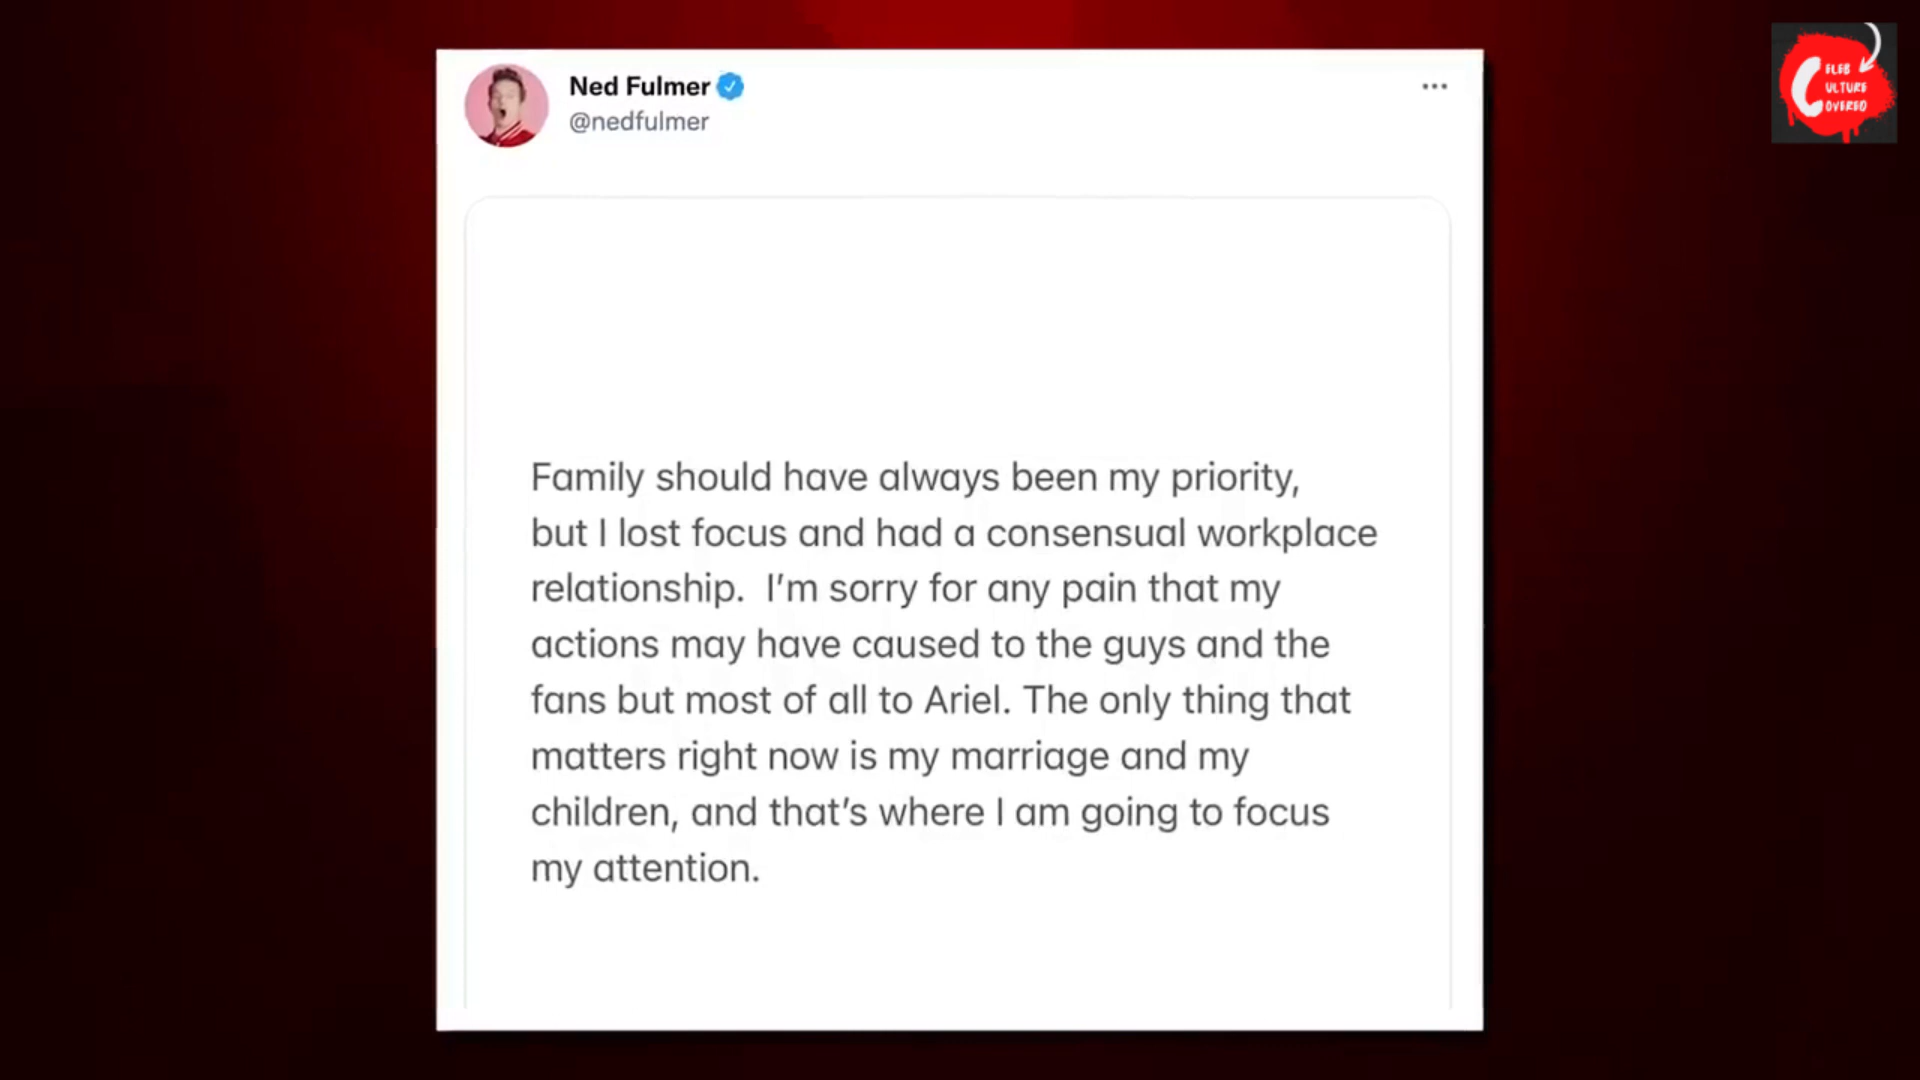 Ned Fulmer
@nedfulmer
Family should have always been my priority,
but I lost focus and had a consensual workplace
relationship.  I’m sorry for any pain that my
actions may have caused to the guys and the
fans but most of all to Ariel. The only thing that
matters right now is my marriage and my
children, and that’s where I am going to focus
my attention.
CELEB
CULTURE
COVERED